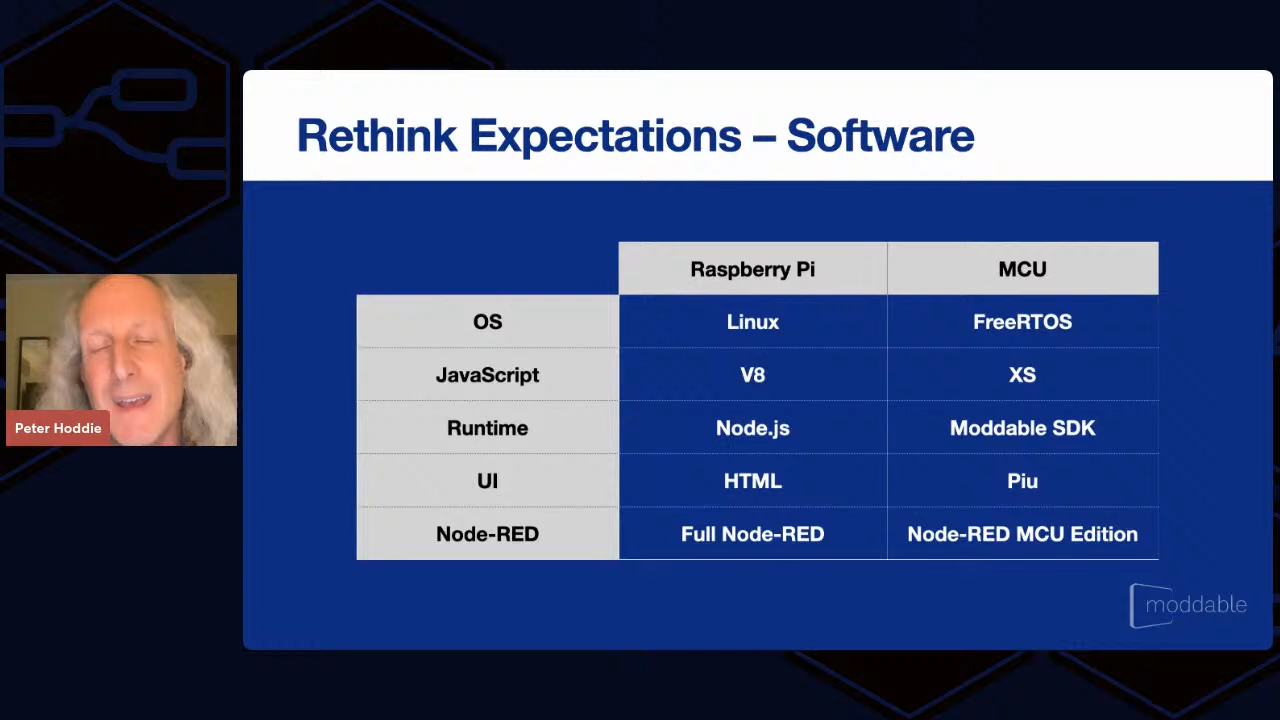 Rethink Expectations – Software
Raspberry Pi MCU
OS Linux FreeRTOS
JavaScript V8 XS
Runtime Node.js Moddable SDK
UI HTML Piu
Node-RED Full Node-RED Node-RED MCU Edition
Peter Hoddie
moddable